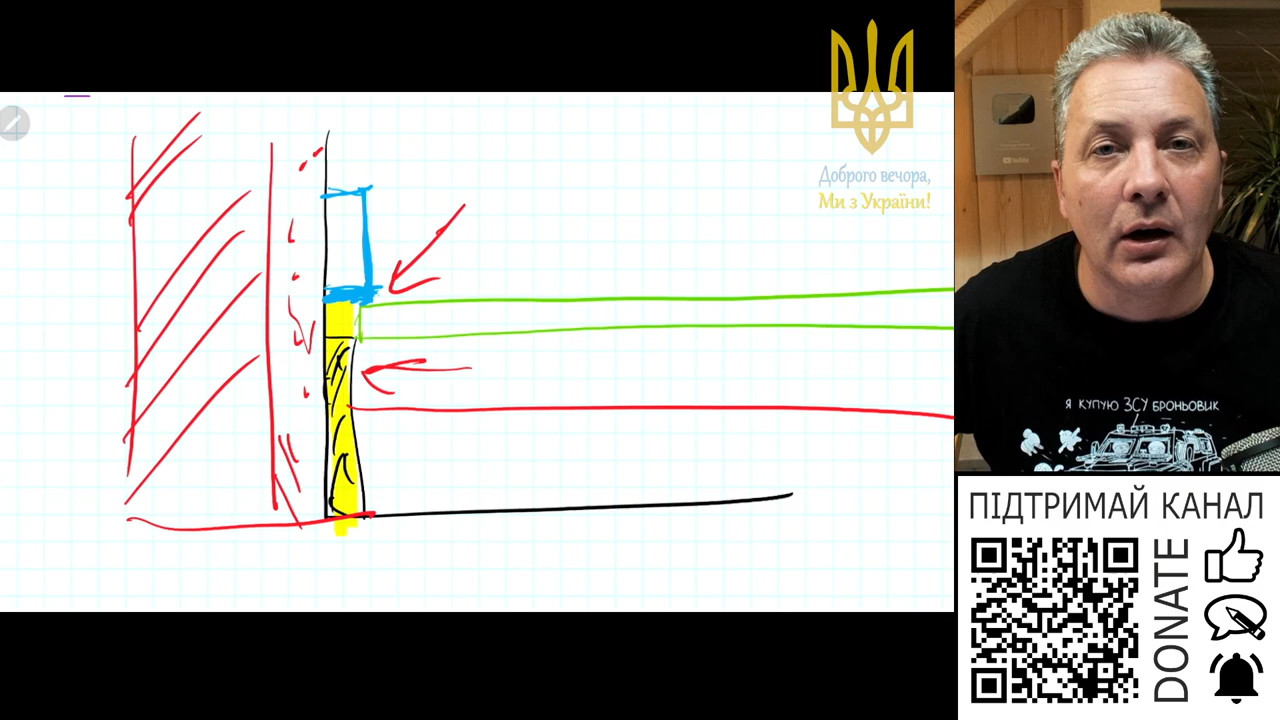 Доброго вечора,
Ми з України!
Я КУПУЮ ЗСУ БРОНЬОВИК
ПІДТРИМАЙ КАНАЛ
DONATE